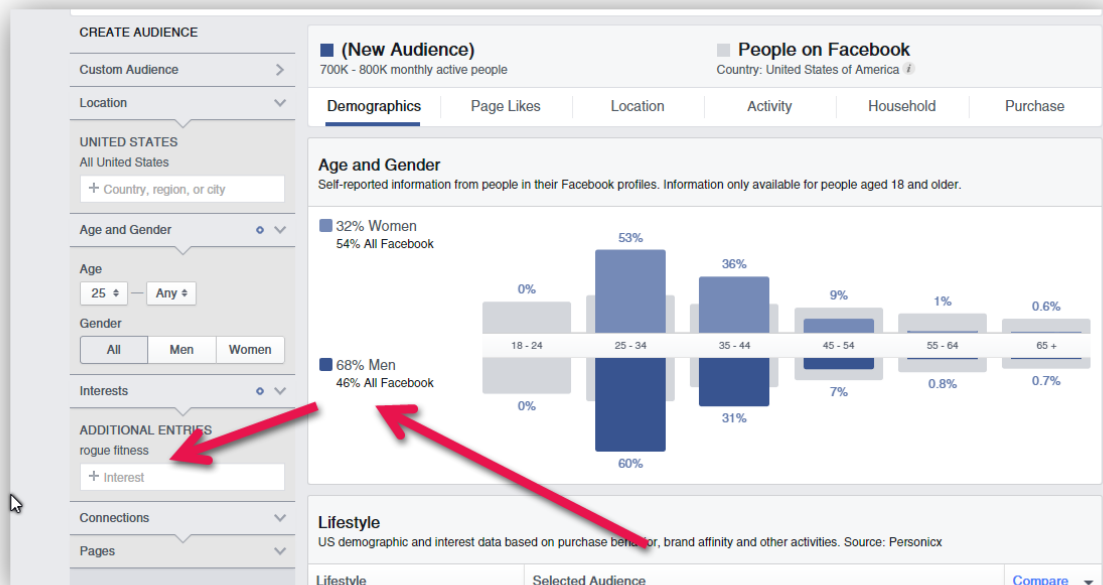 CREATE AUDIENCE
Custom Audience
Location
UNITED STATES
All United States
+ Country, region, or city
Age and Gender
Age
25 — Any
Gender
All Men Women
Interests
ADDITIONAL ENTRIES
rogue fitness
+ Interest
Connections
Pages
(New Audience)
700K - 800K monthly active people
People on Facebook
Country: United States of America i
Demographics Page Likes Location Activity Household Purchase
Age and Gender
Self-reported information from people in their Facebook profiles. Information only available for people aged 18 and older.
32% Women
54% All Facebook
0% 53% 36% 9% 1% 0.6%
18 - 24 25 - 34 35 - 44 45 - 54 55 - 64 65 +
68% Men
46% All Facebook
0% 60% 31% 7% 0.8% 0.7%
Lifestyle
US demographic and interest data based on purchase behavior, brand affinity and other activities. Source: Personicx
Lifestyle Selected Audience Compare